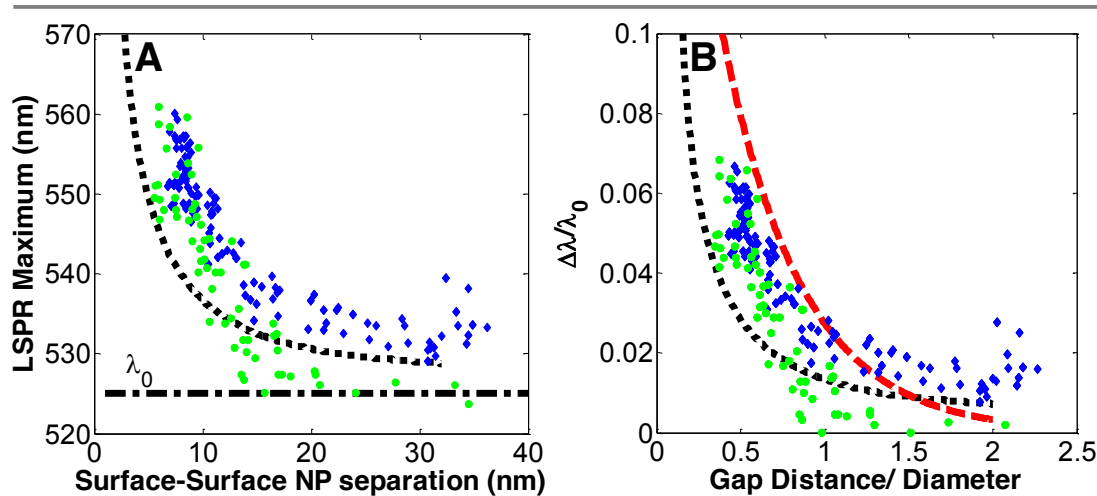 A
LSPR Maximum (nm)
570
560
550
540
530
520
λ0
0 10 20 30 40
Surface-Surface NP separation (nm)
B
Δλ/λ0
0.1
0.08
0.06
0.04
0.02
0
0 0.5 1 1.5 2 2.5
Gap Distance/ Diameter